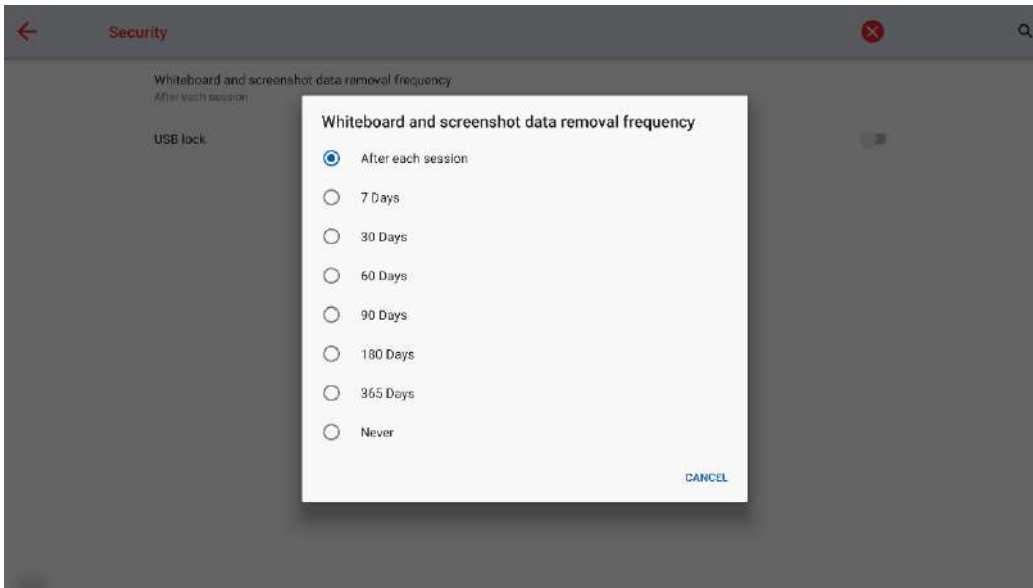 Security
Whiteboard and screenshot data removal frequency
After each session
USB lock
Whiteboard and screenshot data removal frequency
After each session
7 Days
30 Days
60 Days
90 Days
180 Days
365 Days
Never
CANCEL